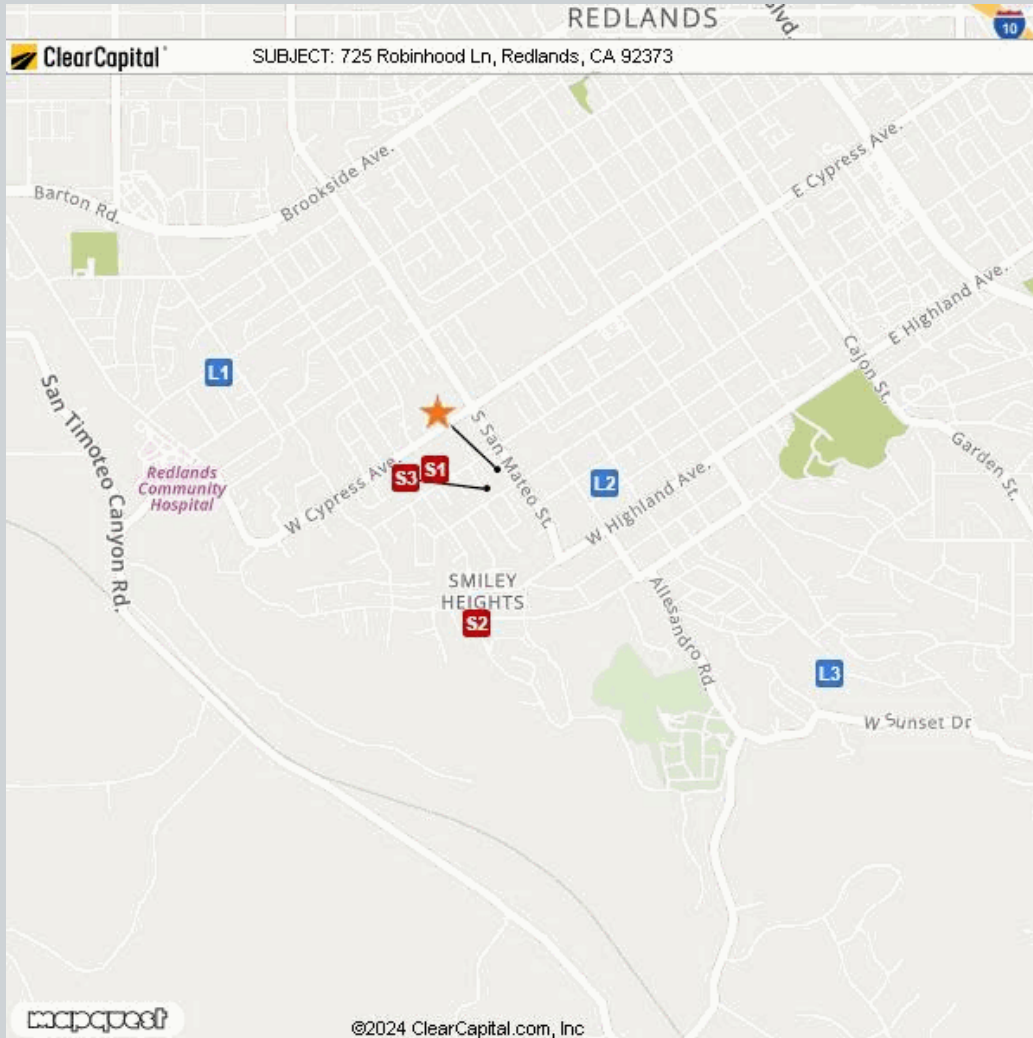 REDLANDS
lvd.
10
ClearCapital
SUBJECT: 725 Robinhood Ln, Redlands, CA 92373
Barton Rd.
Brookside Ave.
E Cypress Ave.
E Highland Ave.
Cajon St.
Garden St.
L1
San Timoteo Canyon Rd.
Redlands
Community
Hospital
S San Mateo St.
S3
S1
W Cypress Ave.
L2
W Highland Ave.
SMILEY
HEIGHTS
S2
Allesandro Rd.
L3
W Sunset Dr
mapquest
©2024 ClearCapital.com, Inc